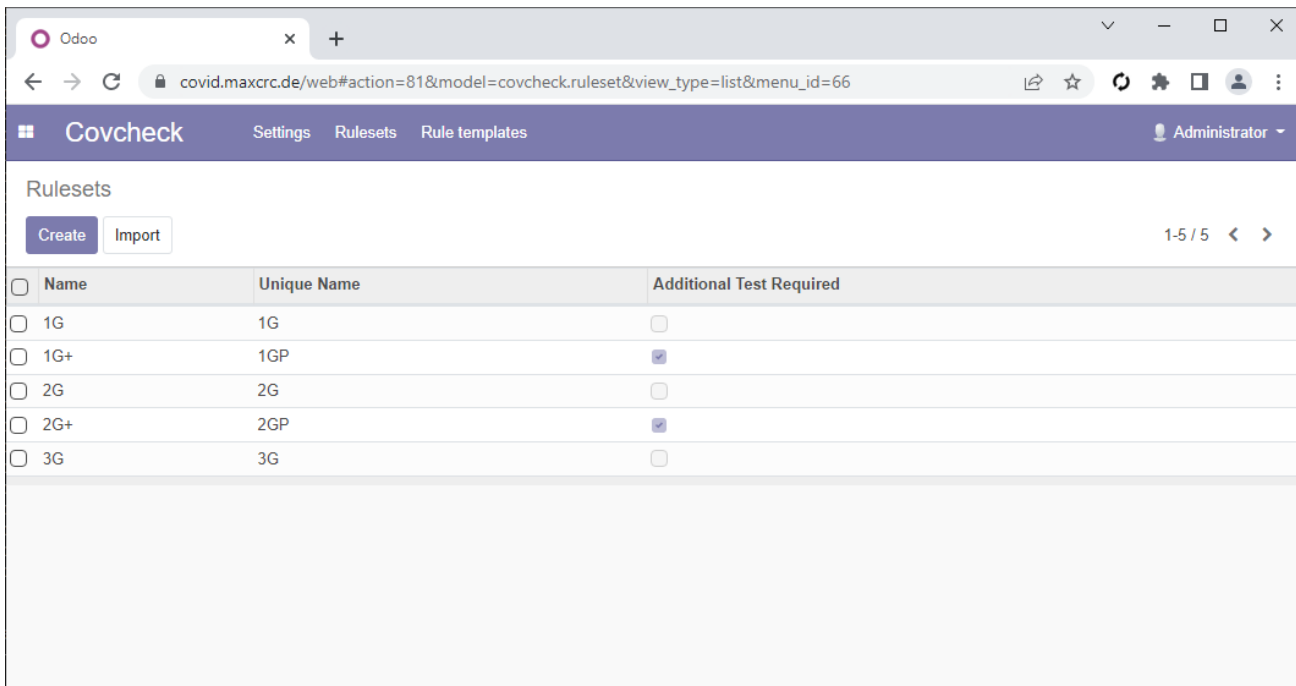 Odoo
covid.maxcrc.de/web#action=81&model=covcheck.ruleset&view_type=list&menu_id=66
Covcheck Settings Rulesets Rule templates Administrator
Rulesets
Create Import 1-5 / 5
Name Unique Name Additional Test Required
1G 1G
1G+ 1GP
2G 2G
2G+ 2GP
3G 3G